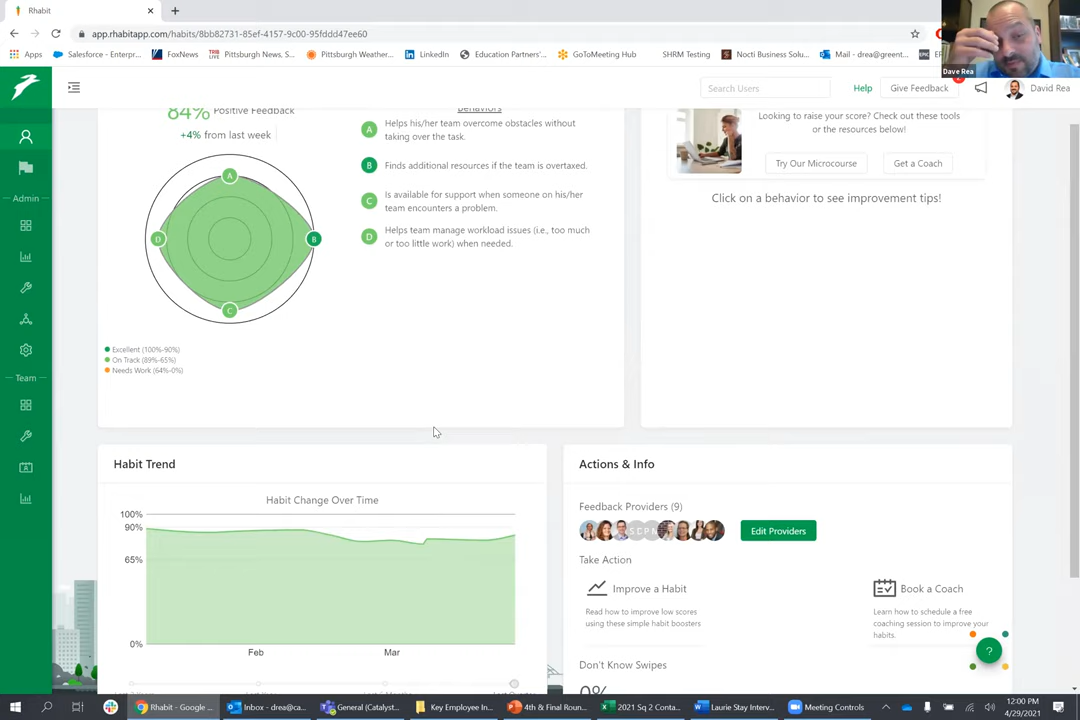 Rhabit
app.rhabitapp.com/habits/8bb82731-85ef-4157-9c00-95fddd47ee60
Apps
Salesforce - Enterpr...
FoxNews
Pittsburgh News, S...
Pittsburgh Weather...
LinkedIn
Education Partners'...
GoToMeeting Hub
SHRM Testing
Nocti Business Solu...
Mail - drea@greent...
Dave Rea
Search Users
Help
Give Feedback
David Rea
84% Positive Feedback
+4% from last week
Behaviors
A Helps his/her team overcome obstacles without
taking over the task.
B Finds additional resources if the team is overtaxed.
C Is available for support when someone on his/her
team encounters a problem.
D Helps team manage workload issues (i.e., too much
or too little work) when needed.
A
B
C
D
Excellent (100%-90%)
On Track (89%-65%)
Needs Work (64%-0%)
Looking to raise your score? Check out these tools
or the resources below!
Try Our Microcourse
Get a Coach
Click on a behavior to see improvement tips!
Admin
Team
Habit Trend
Habit Change Over Time
100%
90%
65%
0%
Feb
Mar
Actions & Info
Feedback Providers (9)
Edit Providers
Take Action
Improve a Habit
Read how to improve low scores
using these simple habit boosters
Book a Coach
Learn how to schedule a free
coaching session to improve your
habits.
Don't Know Swipes
0%
?
Rhabit - Google ...
Inbox - drea@ca...
General (Catalyst...
Key Employee In...
4th & Final Roun...
2021 Sq 2 Conta...
Laurie Stay Interv...
Meeting Controls
12:00 PM
4/29/2021